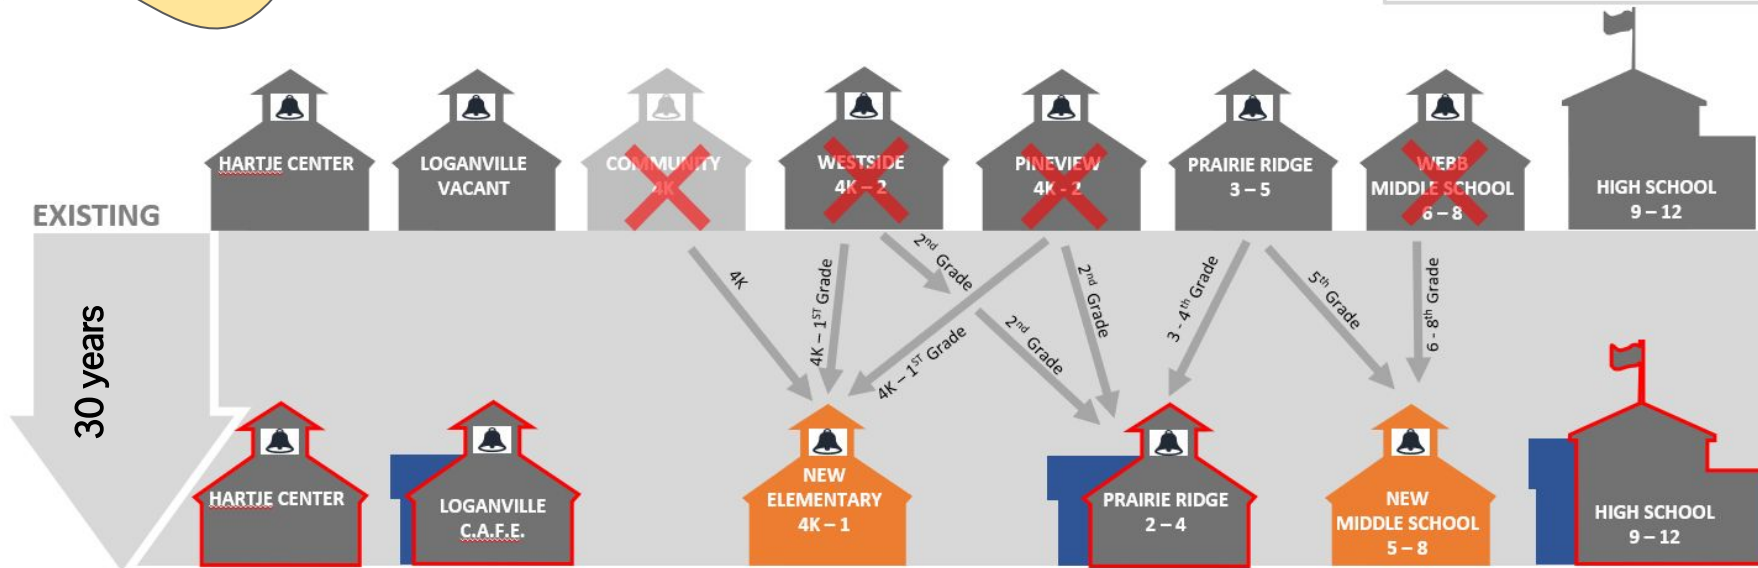 HARTJE CENTER
LOGANVILLE
VACANT
COMMUNITY
4K
WESTSIDE
4K – 2
PINEVIEW
4K - 2
PRAIRIE RIDGE
3 – 5
WEBB
MIDDLE SCHOOL
6 – 8
HIGH SCHOOL
9 – 12
EXISTING
30 years
4K
4K – 1ST Grade
2nd Grade
4K – 1ST Grade
2nd Grade
2nd Grade
3 - 4th Grade
5th Grade
6 - 8th Grade
HARTJE CENTER
LOGANVILLE
C.A.F.E.
NEW
ELEMENTARY
4K – 1
PRAIRIE RIDGE
2 – 4
NEW
MIDDLE SCHOOL
5 – 8
HIGH SCHOOL
9 – 12